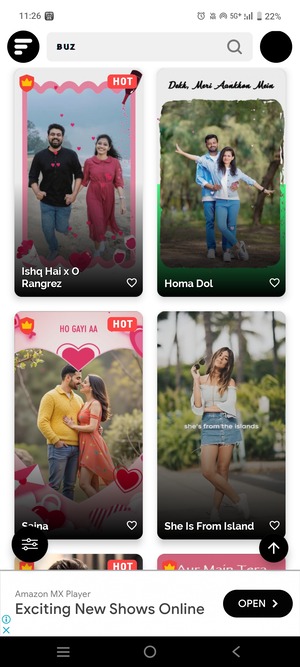 11:26
5G+
22%
BUZ
HOT
Dekh, Meri Aankhon Mein
Ishq Hai x O
Rangrez
Homa Dol
HO GAYI AA
HOT
she's from the islands
Saina
She Is From Island
HOT
Aur Main Tera
Amazon MX Player
Exciting New Shows Online
OPEN